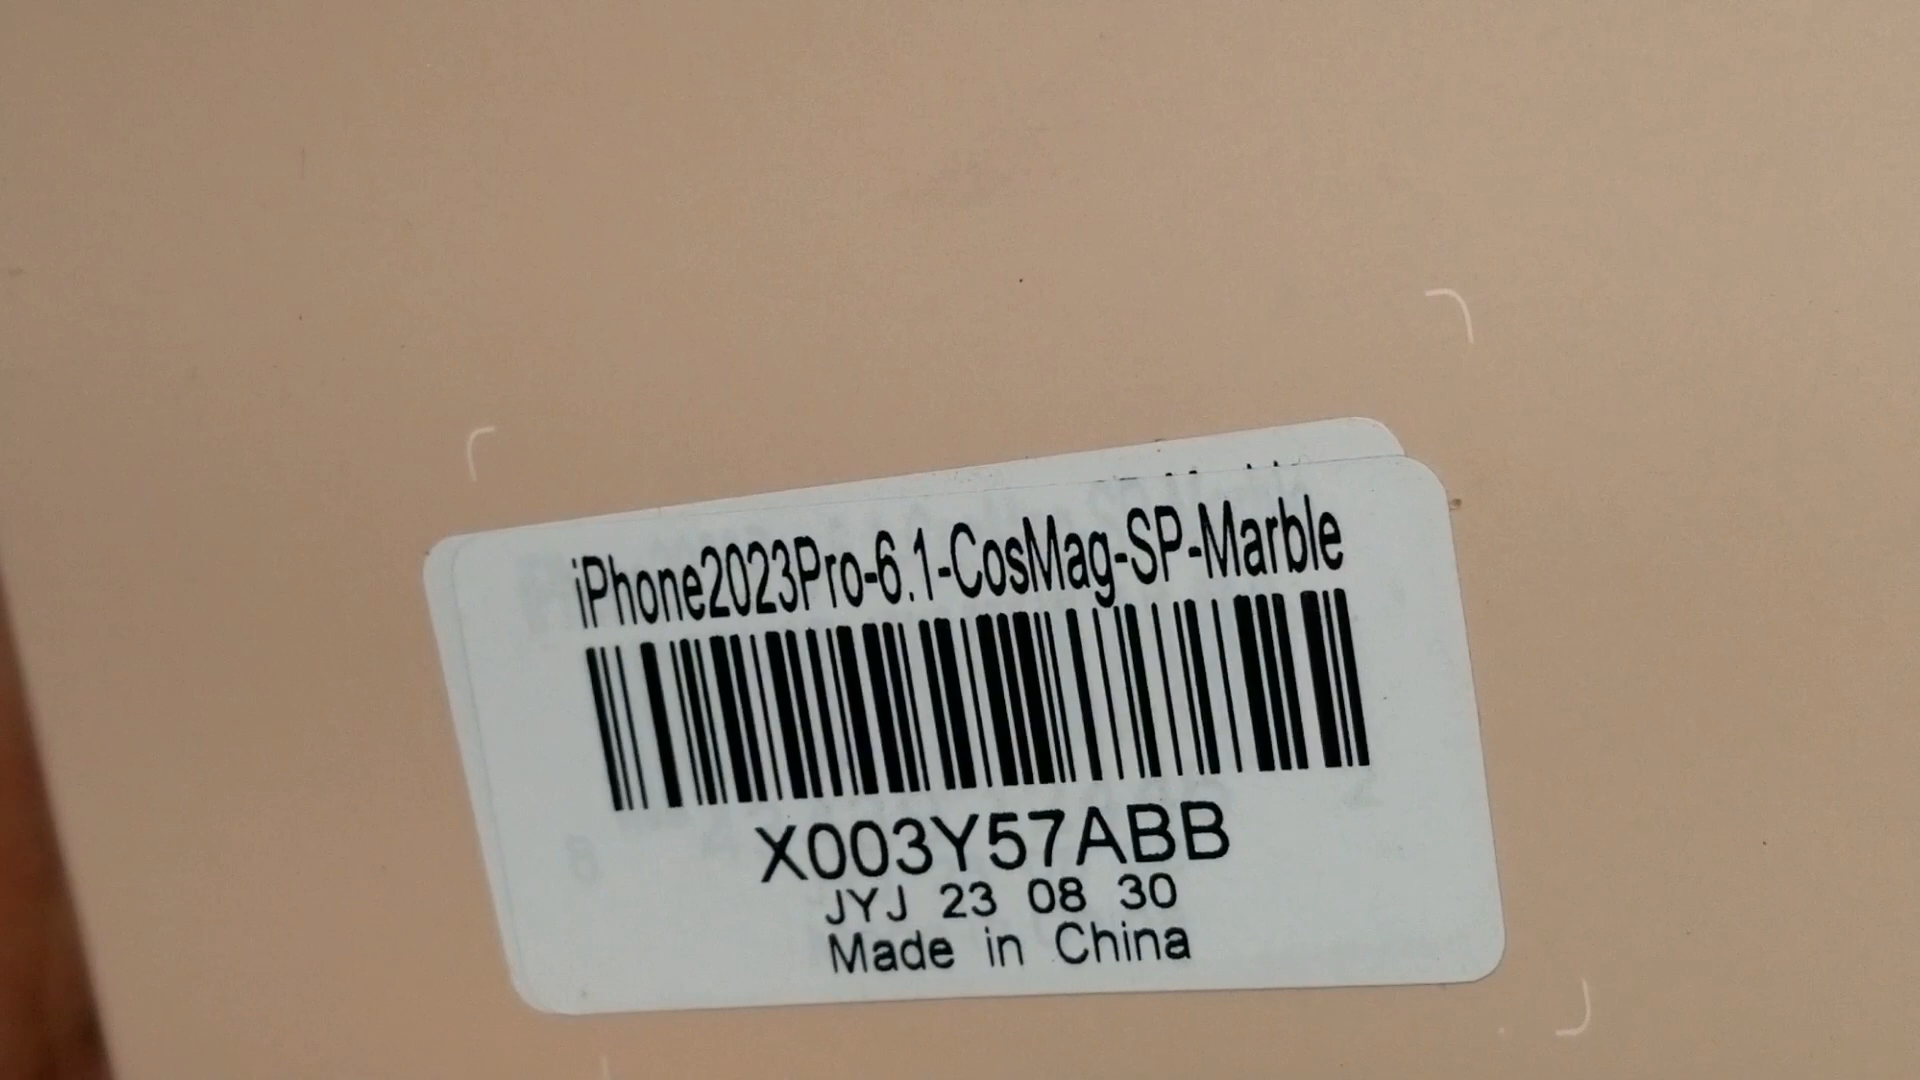 iPhone2023Pro-6.1-CosMag-SP-Marble
X003Y57ABB
JYJ 23 08 30
Made in China